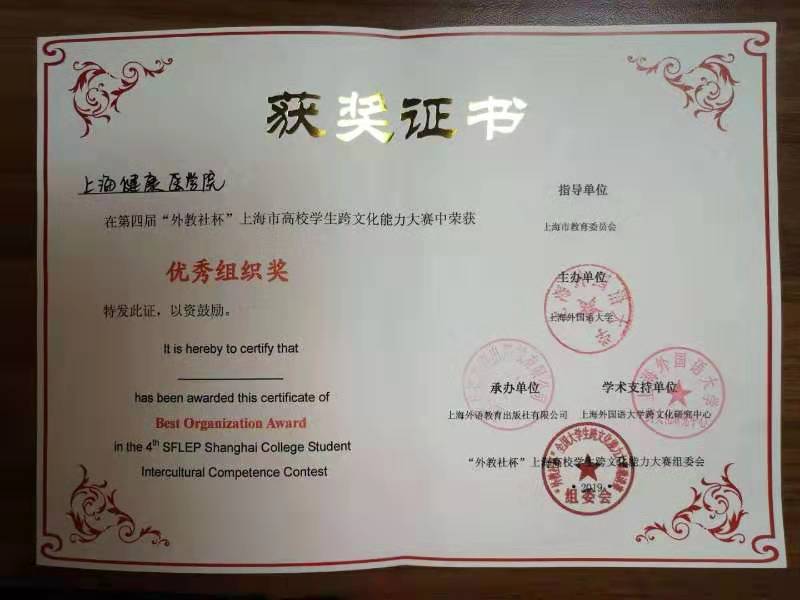 获奖证书
上海健康医学院
在第四届“外教社杯”上海市高校学生跨文化能力大赛中荣获
优秀组织奖
特发此证，以资鼓励。
It is hereby to certify that
has been awarded this certificate of
Best Organization Award
in the 4th SFLEP Shanghai College Student
Intercultural Competence Contest
指导单位
上海市教育委员会
主办单位
上海外国语大学
承办单位
上海外语教育出版社有限公司
学术支持单位
上海外国语大学跨文化研究中心
“外教社杯”上海高校学生跨文化能力大赛组委会
2019
组委会